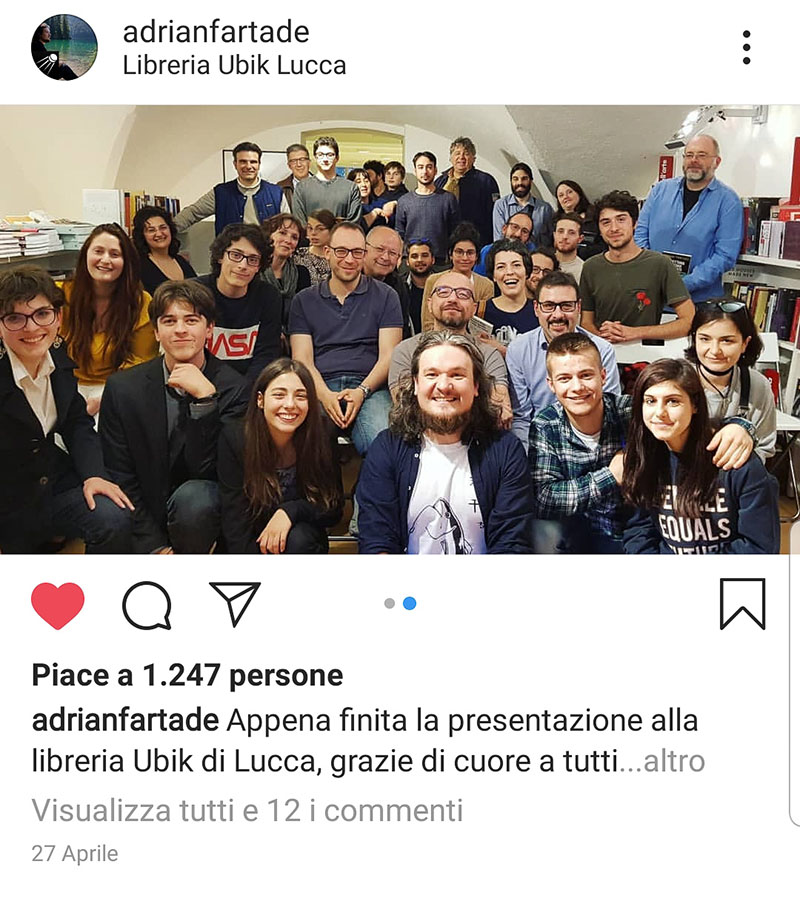 adrianfartade
Libreria Ubik Lucca
l'arte
NASA
EQUALS
Piace a 1.247 persone
adrianfartade Appena finita la presentazione alla
libreria Ubik di Lucca, grazie di cuore a tutti...altro
Visualizza tutti e 12 i commenti
27 Aprile